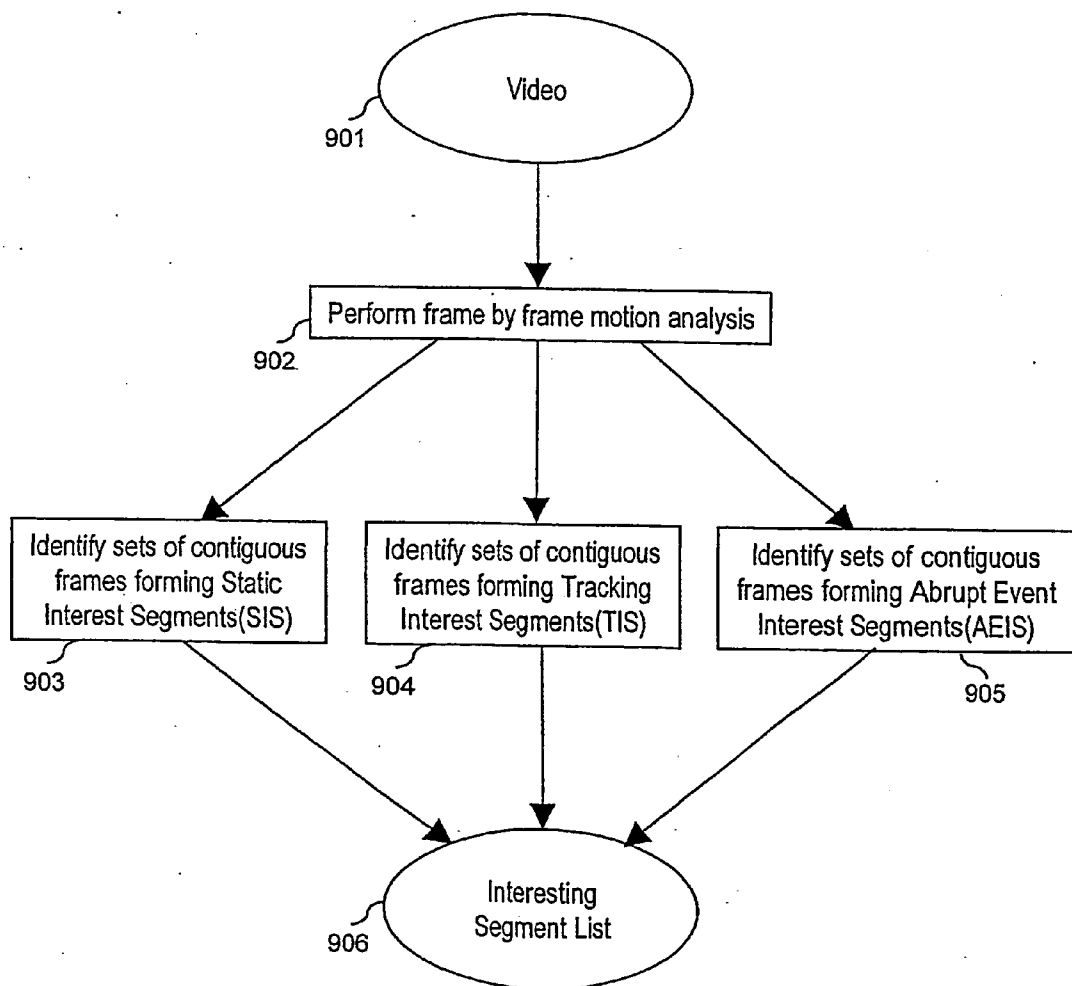 Video
901
Perform frame by frame motion analysis
902
Identify sets of contiguous
frames forming Static
Interest Segments(SIS)
903
Identify sets of contiguous
frames forming Tracking
Interest Segments(TIS)
904
Identify sets of contiguous
frames forming Abrupt Event
Interest Segments(AEIS)
905
Interesting
Segment List
906